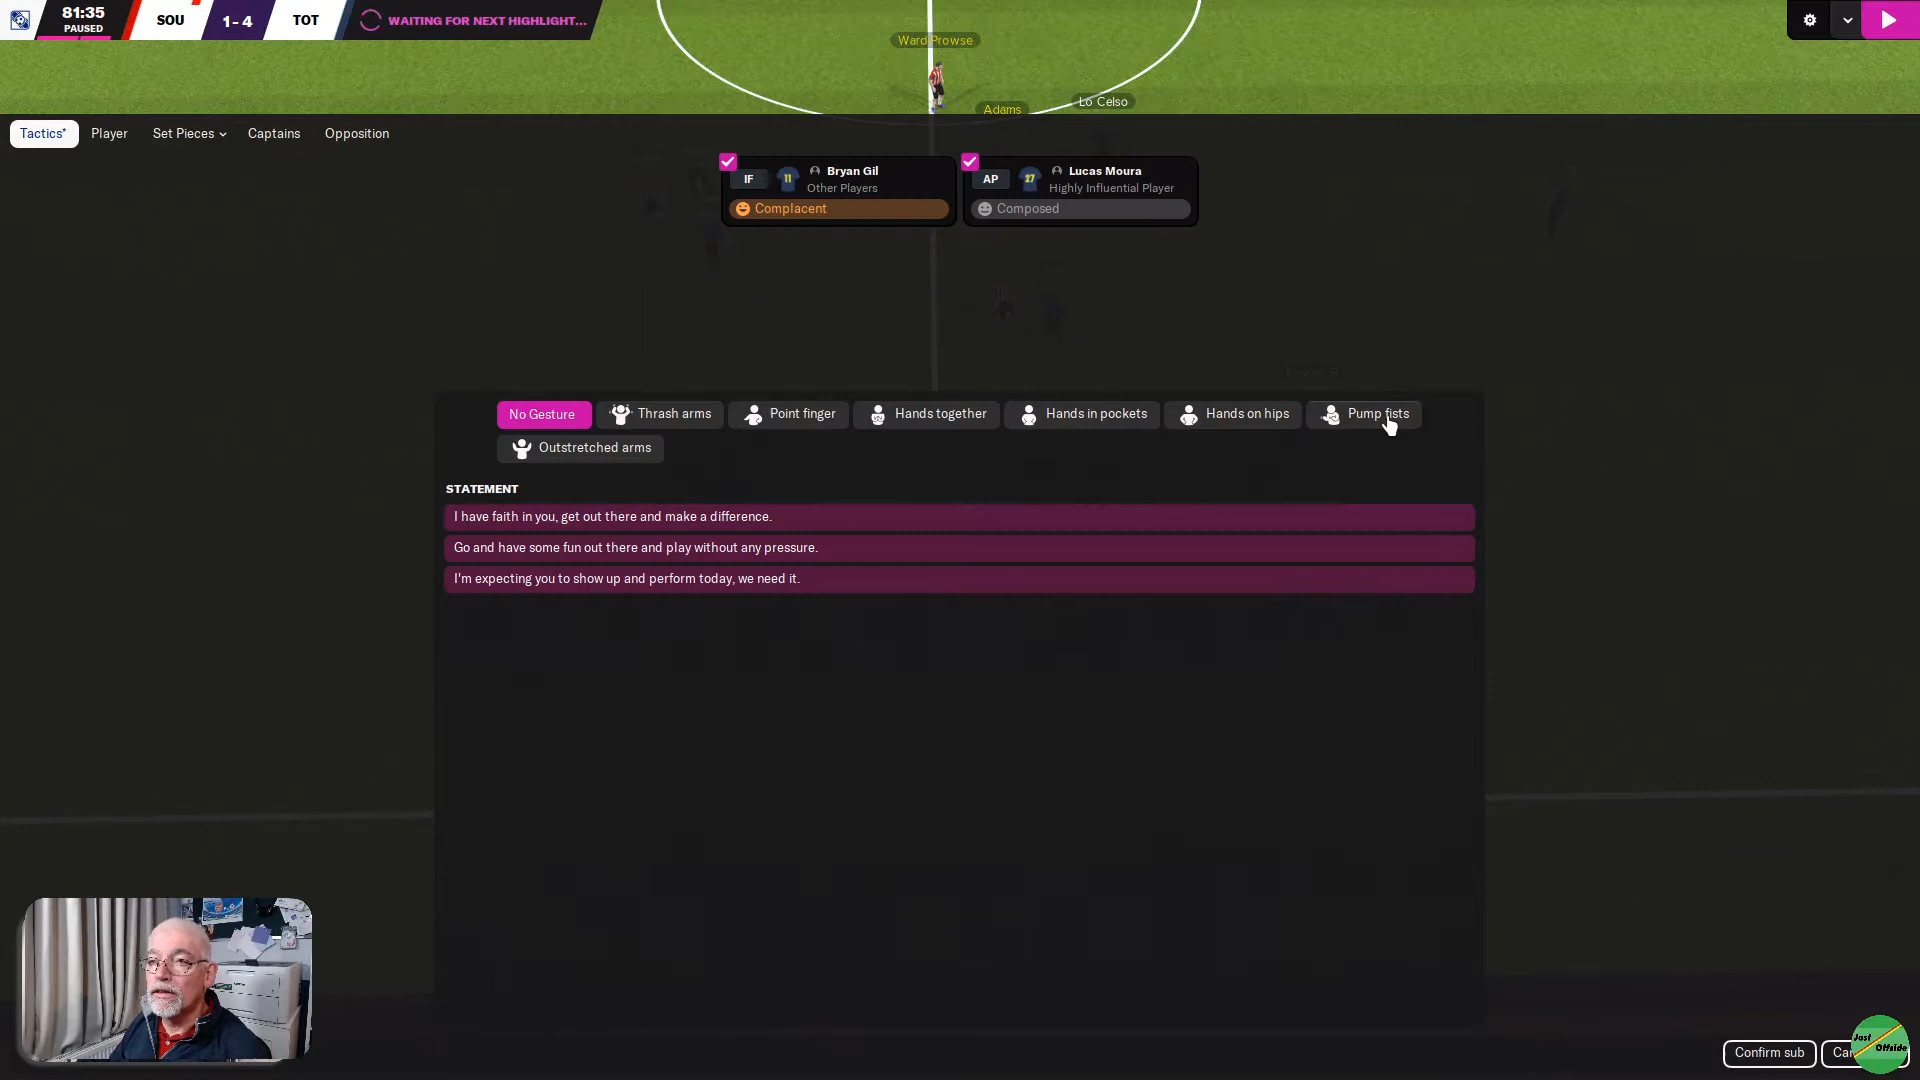 81:35
PAUSED
SOU
1 - 4
TOT
WAITING FOR NEXT HIGHLIGHT...
Ward-Prowse
Adams
Lo Celso
Tactics*
Player
Set Pieces
Captains
Opposition
IF
11
Bryan Gil
Other Players
Complacent
AP
27
Lucas Moura
Highly Influential Player
Composed
No Gesture
Thrash arms
Point finger
Hands together
Hands in pockets
Hands on hips
Pump fists
Outstretched arms
STATEMENT
I have faith in you, get out there and make a difference.
Go and have some fun out there and play without any pressure.
I'm expecting you to show up and perform today, we need it.
Confirm sub
Just
Offside